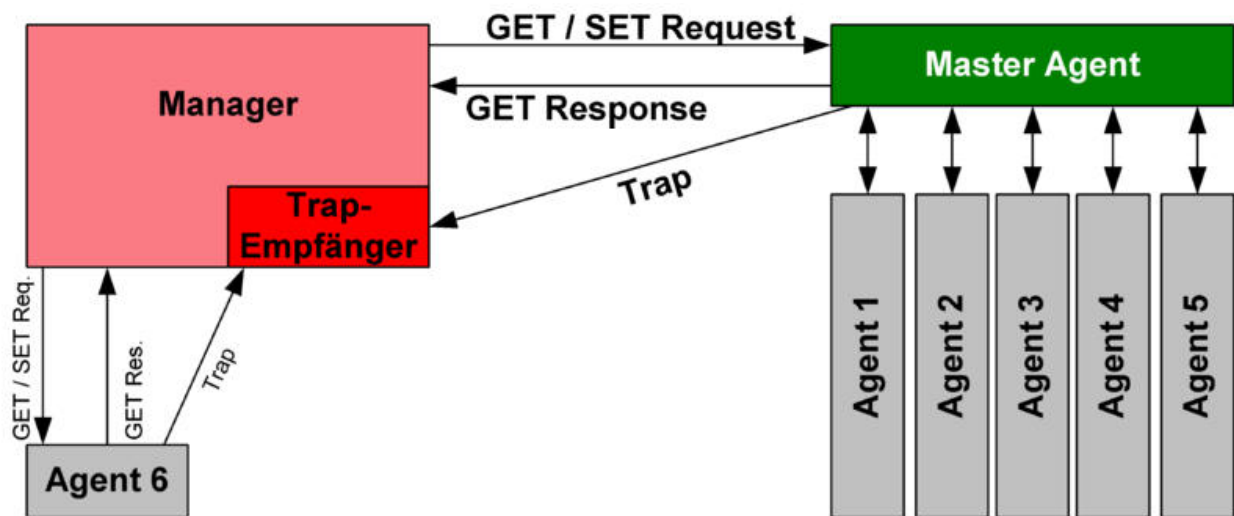 GET / SET Request
Master Agent
Manager
GET Response
Trap
Trap-
Empfänger
GET / SET Req.
GET Res.
Trap
Agent 1
Agent 2
Agent 3
Agent 4
Agent 5
Agent 6